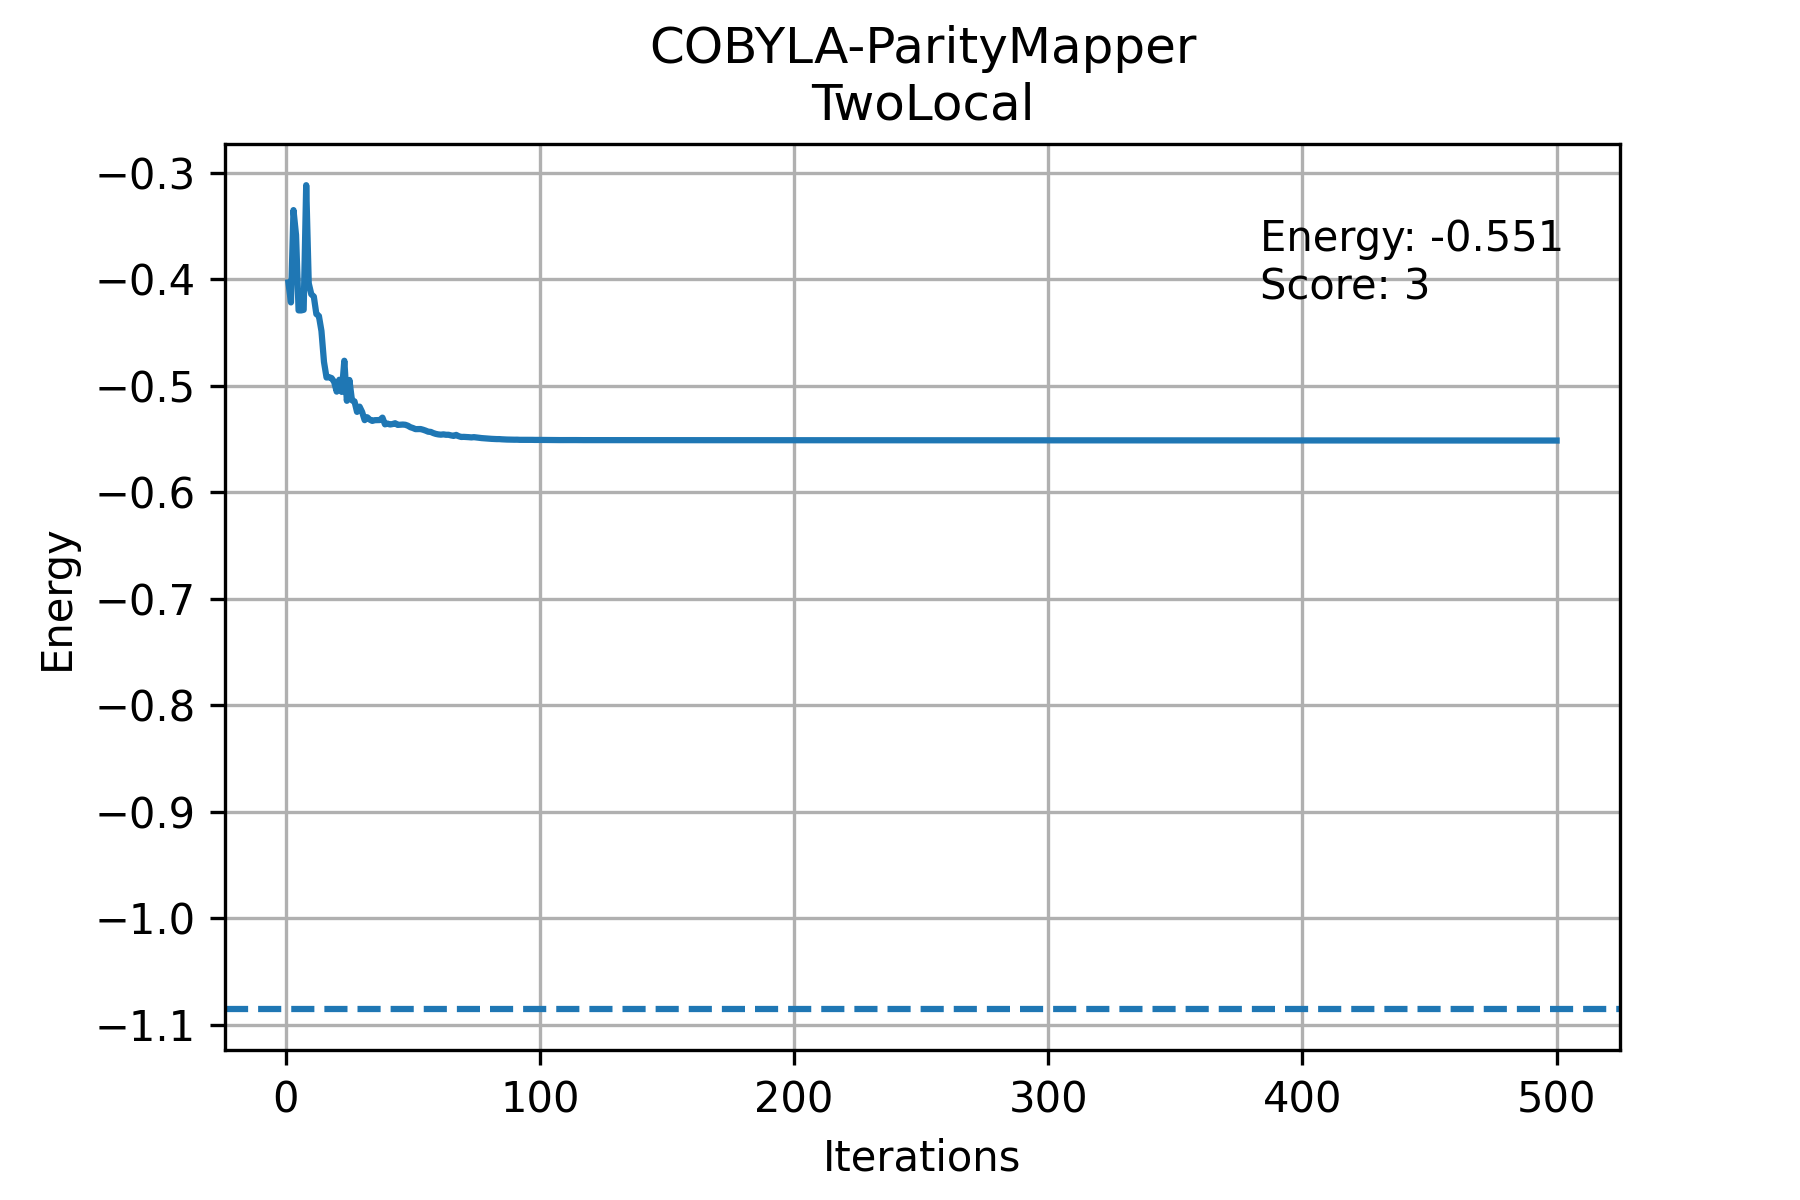 COBYLA-ParityMapper
TwoLocal
Energy: -0.551
Score: 3
Energy
−0.3
−0.4
−0.5
−0.6
−0.7
−0.8
−0.9
−1.0
−1.1
0 100 200 300 400 500
Iterations